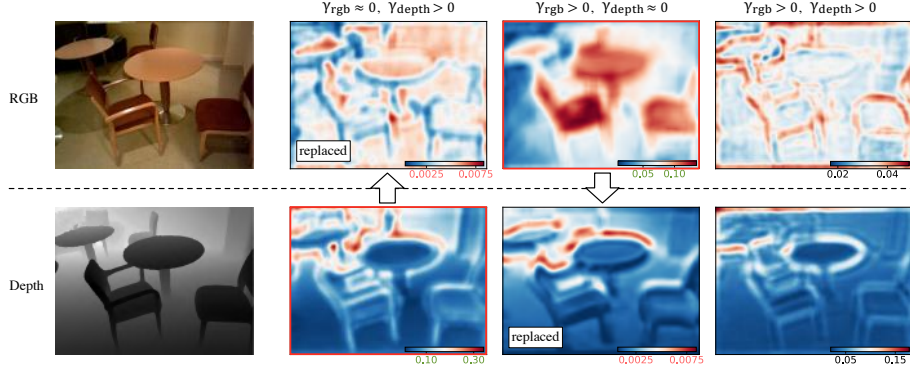 γrgb ≈ 0, γdepth > 0
γrgb > 0, γdepth ≈ 0
γrgb > 0, γdepth > 0
RGB
replaced
0.0025 0.0075
0.05 0.10
0.02 0.04
Depth
0.10 0.30
replaced
0.0025 0.0075
0.05 0.15